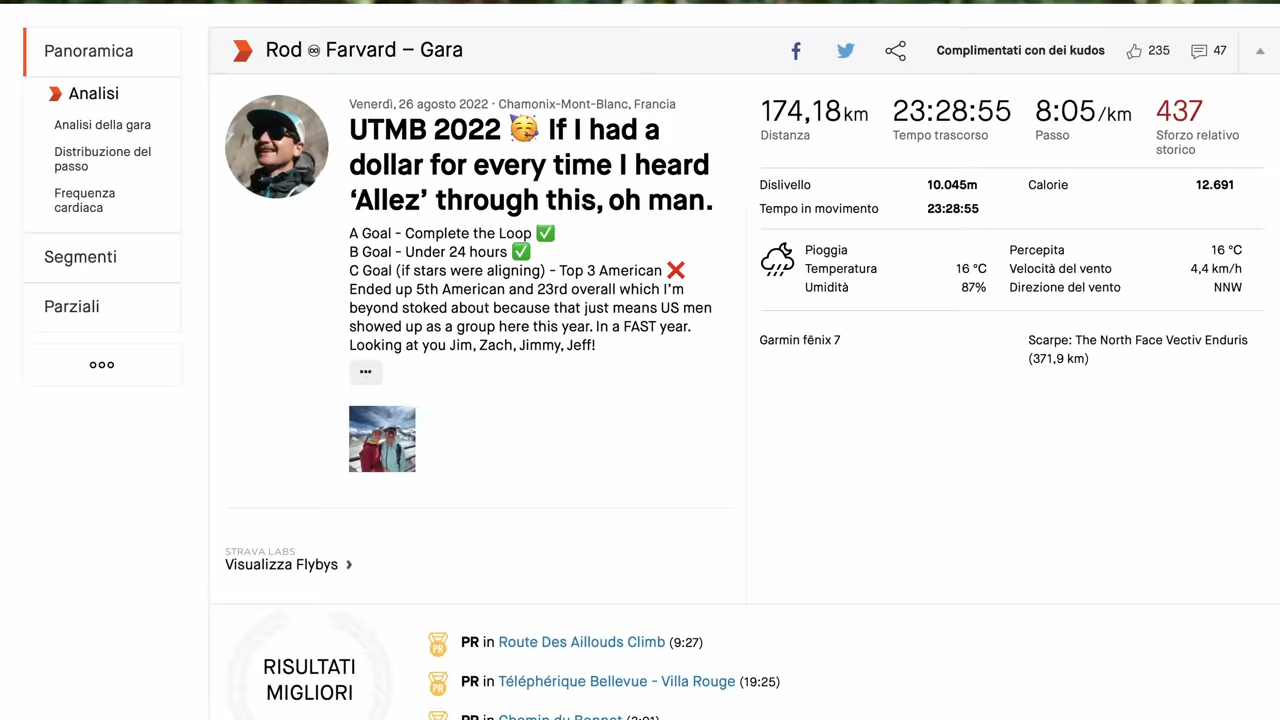 Panoramica
Analisi
Analisi della gara
Distribuzione del
passo
Frequenza
cardiaca
Segmenti
Parziali
Rod ♾ Farvard – Gara
Complimentati con dei kudos
235
47
Venerdì, 26 agosto 2022 · Chamonix-Mont-Blanc, Francia
UTMB 2022 🥳 If I had a
dollar for every time I heard
‘Allez’ through this, oh man.
A Goal - Complete the Loop ✅
B Goal - Under 24 hours ✅
C Goal (if stars were aligning) - Top 3 American ❌
Ended up 5th American and 23rd overall which I’m
beyond stoked about because that just means US men
showed up as a group here this year. In a FAST year.
Looking at you Jim, Zach, Jimmy, Jeff!
STRAVA LABS
Visualizza Flybys
174,18 km 23:28:55 8:05/km 437
Distanza Tempo trascorso Passo Sforzo relativo
storico
Dislivello 10.045m Calorie 12.691
Tempo in movimento 23:28:55
Pioggia Percepita 16 °C
Temperatura 16 °C Velocità del vento 4,4 km/h
Umidità 87% Direzione del vento NNW
Garmin fēnix 7 Scarpe: The North Face Vectiv Enduris
(371,9 km)
RISULTATI
MIGLIORI
PR PR in Route Des Aillouds Climb (9:27)
PR PR in Téléphérique Bellevue - Villa Rouge (19:25)
PR in Chemin du Bonnet